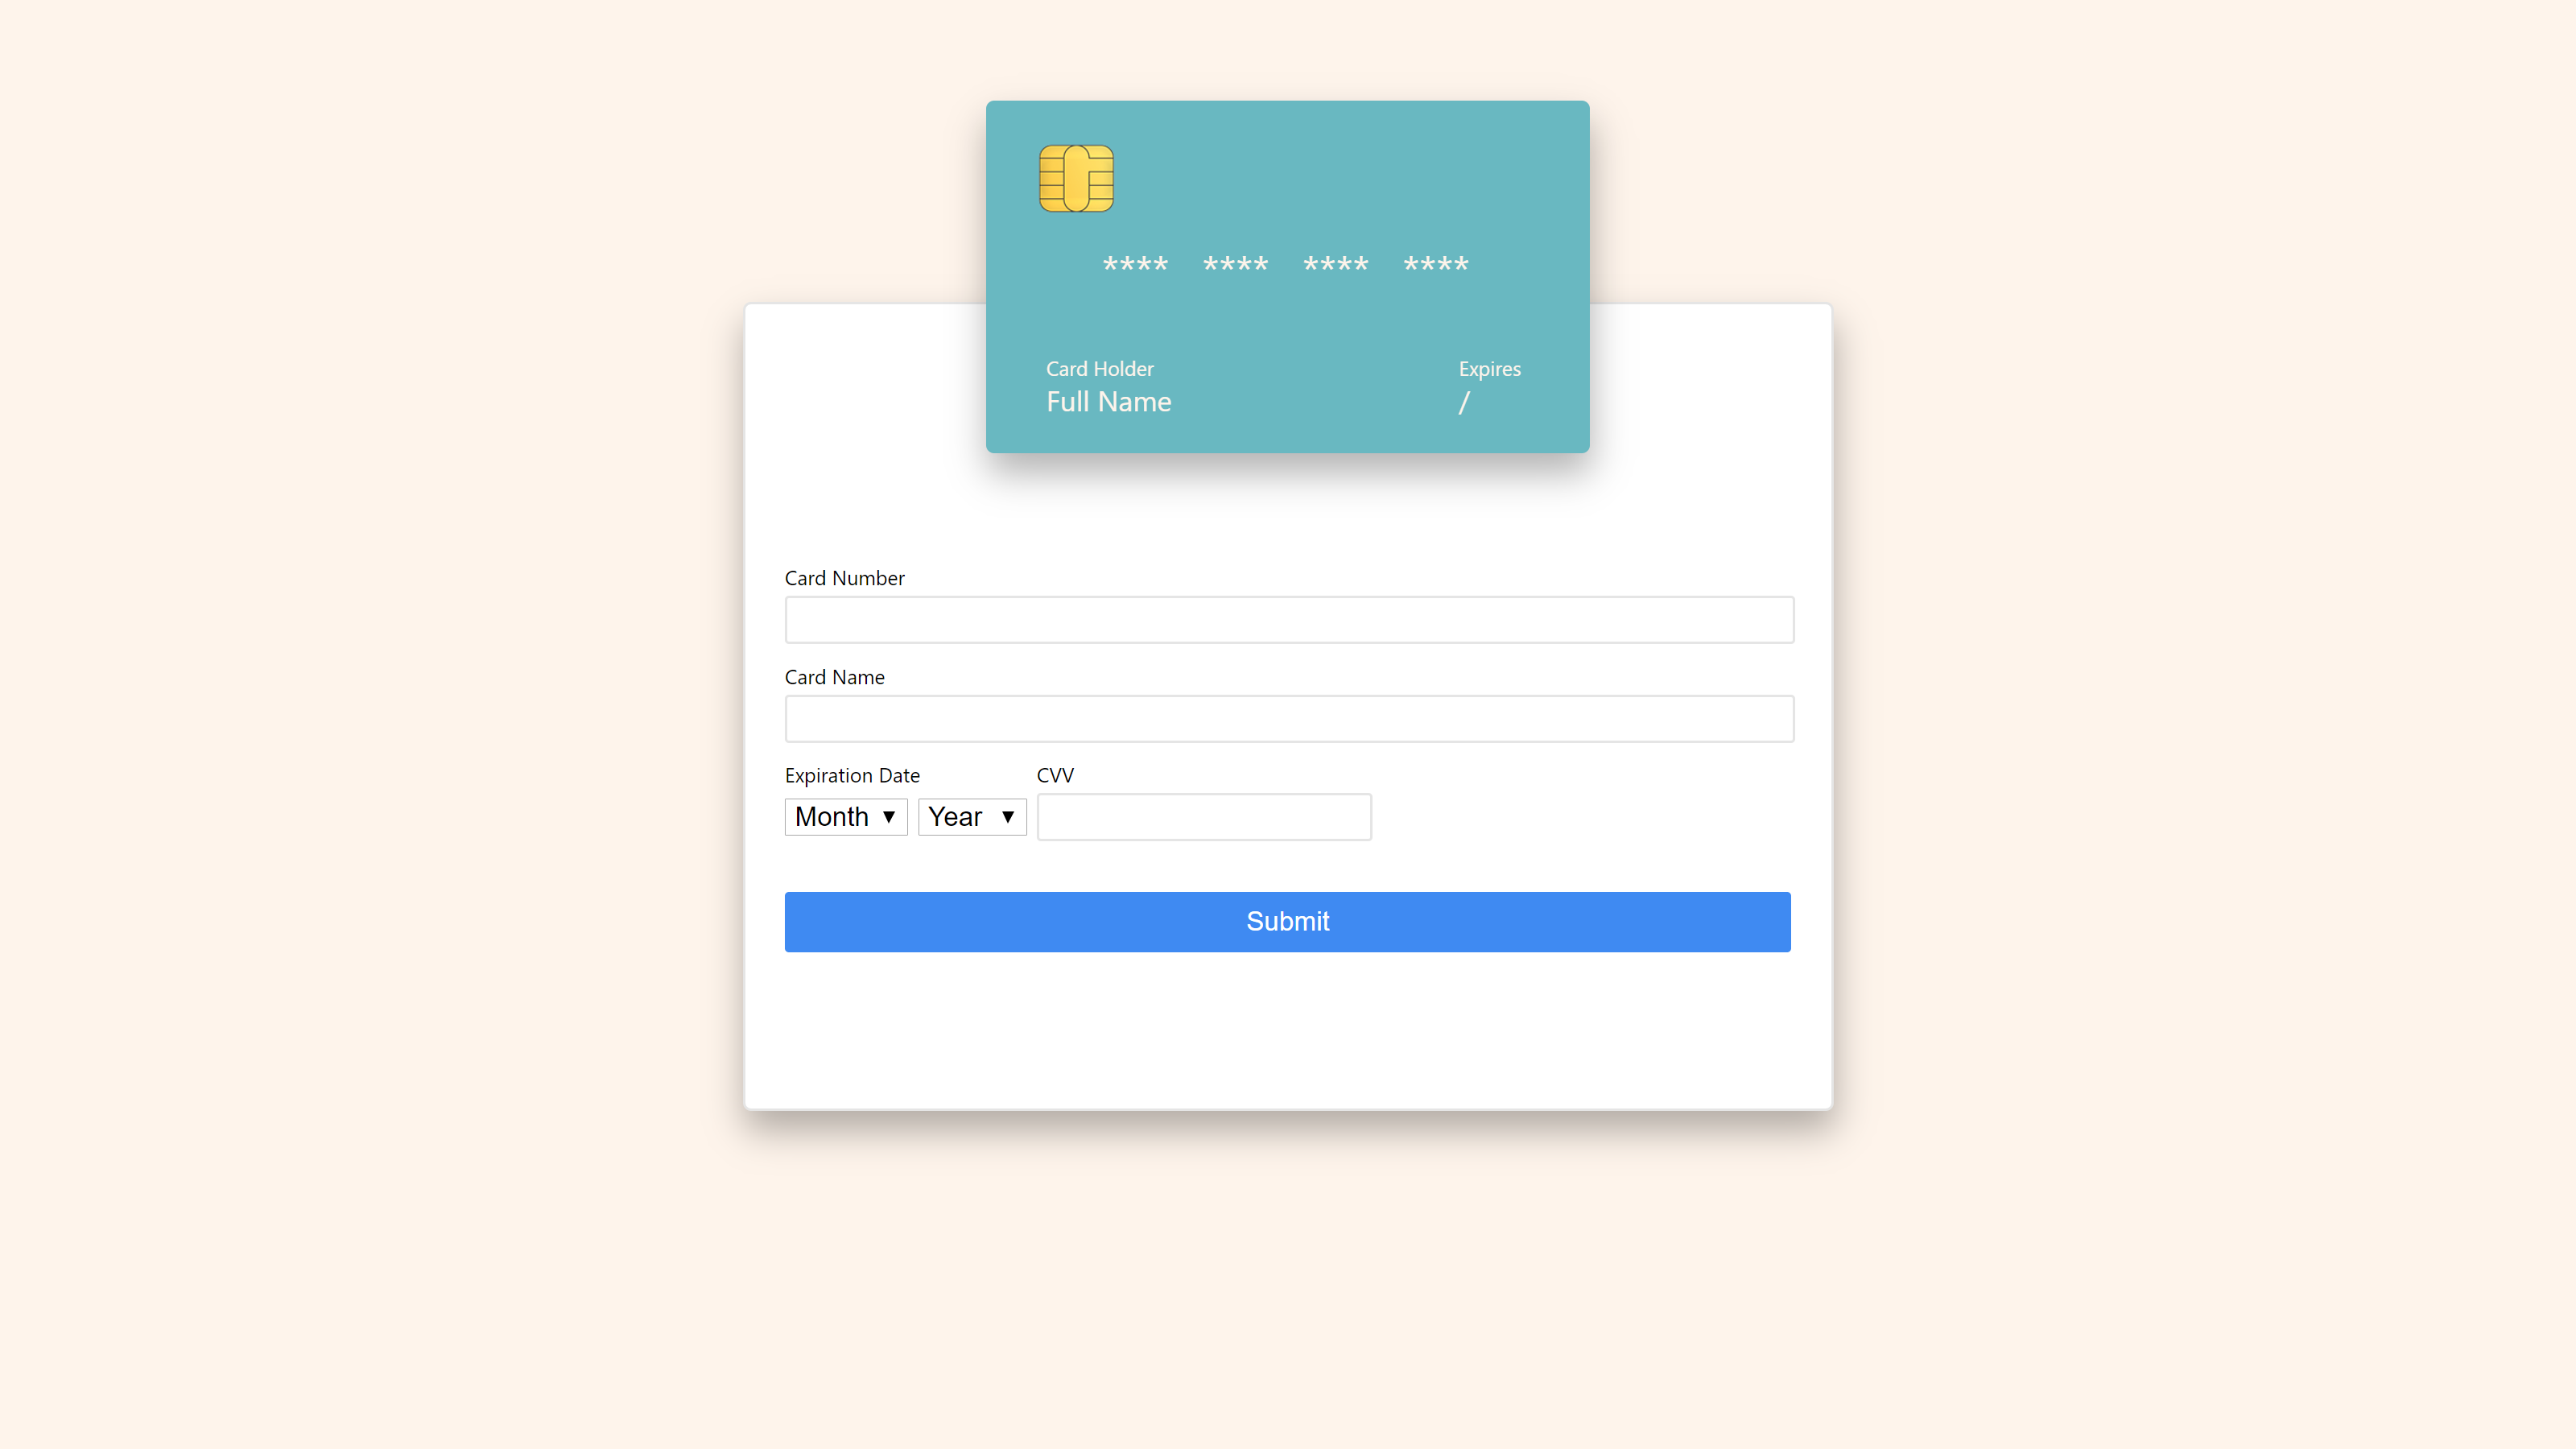 **** **** **** ****
Card Holder Expires
Full Name /
Card Number
Card Name
Expiration Date CVV
Month Year
Submit